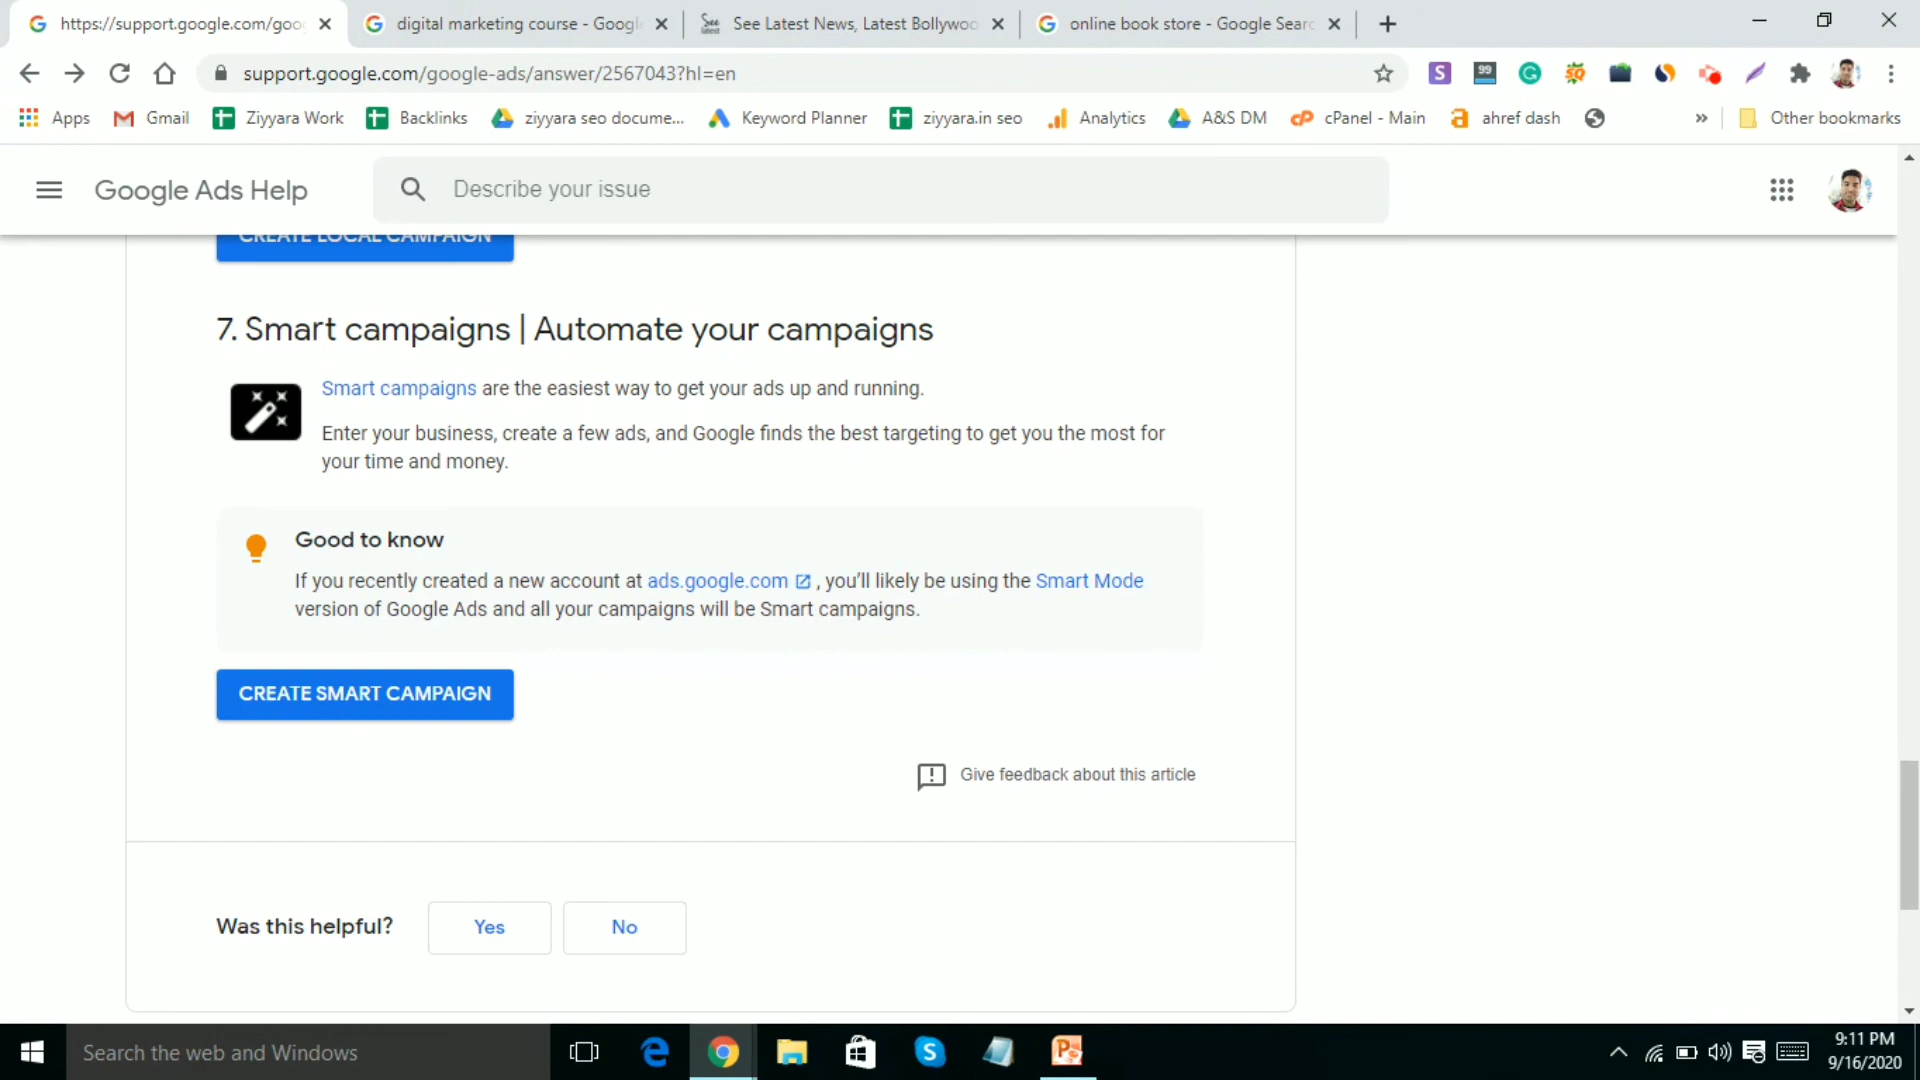 https://support.google.com/goo
digital marketing course - Googl
See Latest News, Latest Bollywoo
online book store - Google Searc
support.google.com/google-ads/answer/2567043?hl=en
Apps
Gmail
Ziyyara Work
Backlinks
ziyyara seo docume...
Keyword Planner
ziyyara.in seo
Analytics
A&S DM
cPanel - Main
ahref dash
»
Other bookmarks
Google Ads Help
Describe your issue
CREATE LOCAL CAMPAIGN
7. Smart campaigns | Automate your campaigns
Smart campaigns are the easiest way to get your ads up and running.
Enter your business, create a few ads, and Google finds the best targeting to get you the most for
your time and money.
Good to know
If you recently created a new account at ads.google.com , you’ll likely be using the Smart Mode
version of Google Ads and all your campaigns will be Smart campaigns.
CREATE SMART CAMPAIGN
Give feedback about this article
Was this helpful?
Yes
No
Search the web and Windows
9:11 PM
9/16/2020